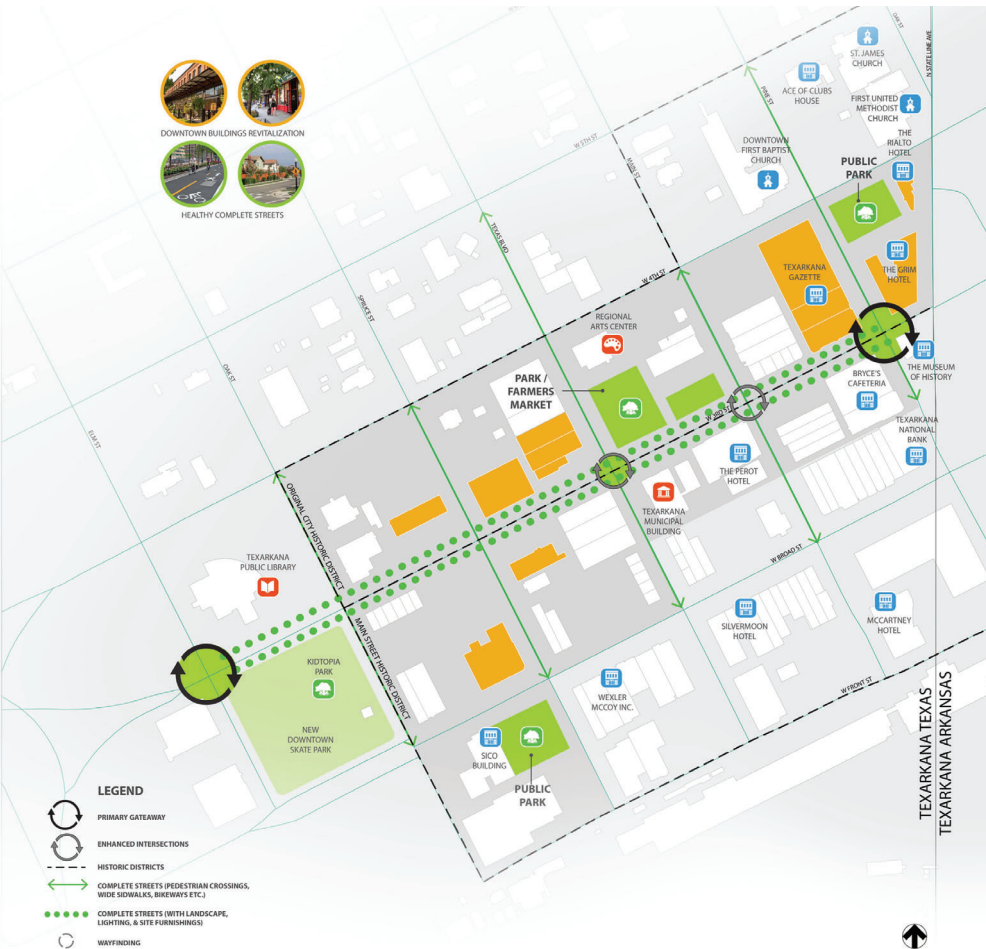 DOWNTOWN BUILDINGS REVITALIZATION
HEALTHY COMPLETE STREETS
ST. JAMES
CHURCH
OAK ST
N STATE LINE AVE
ACE OF CLUBS
HOUSE
PINE ST
FIRST UNITED
METHODIST
CHURCH
THE
RIALTO
HOTEL
DOWNTOWN
FIRST BAPTIST
CHURCH
PUBLIC
PARK
W 5TH ST
MAIN ST
TEXAS BLVD
W 4TH ST
TEXARKANA
GAZETTE
THE GRIM
HOTEL
SPRUCE ST
REGIONAL
ARTS CENTER
THE MUSEUM
OF HISTORY
BRYCE'S
CAFETERIA
OAK ST
PARK /
FARMERS
MARKET
W 3RD ST
TEXARKANA
NATIONAL
BANK
ELM ST
THE PEROT
HOTEL
ORIGINAL CITY HISTORIC DISTRICT
TEXARKANA
MUNICIPAL
BUILDING
TEXARKANA
PUBLIC LIBRARY
W BROAD ST
MAIN STREET HISTORIC DISTRICT
SILVERMOON
HOTEL
MCCARTNEY
HOTEL
KIDTOPIA
PARK
WEXLER
MCCOY INC.
W FRONT ST
NEW
DOWNTOWN
SKATE PARK
SICO
BUILDING
PUBLIC
PARK
TEXARKANA TEXAS
TEXARKANA ARKANSAS
LEGEND
PRIMARY GATEAWAY
ENHANCED INTERSECTIONS
HISTORIC DISTRICTS
COMPLETE STREETS (PEDESTRIAN CROSSINGS,
WIDE SIDWALKS, BIKEWAYS ETC.)
COMPLETE STREETS (WITH LANDSCAPE,
LIGHTING, & SITE FURNISHINGS)
WAYFINDING